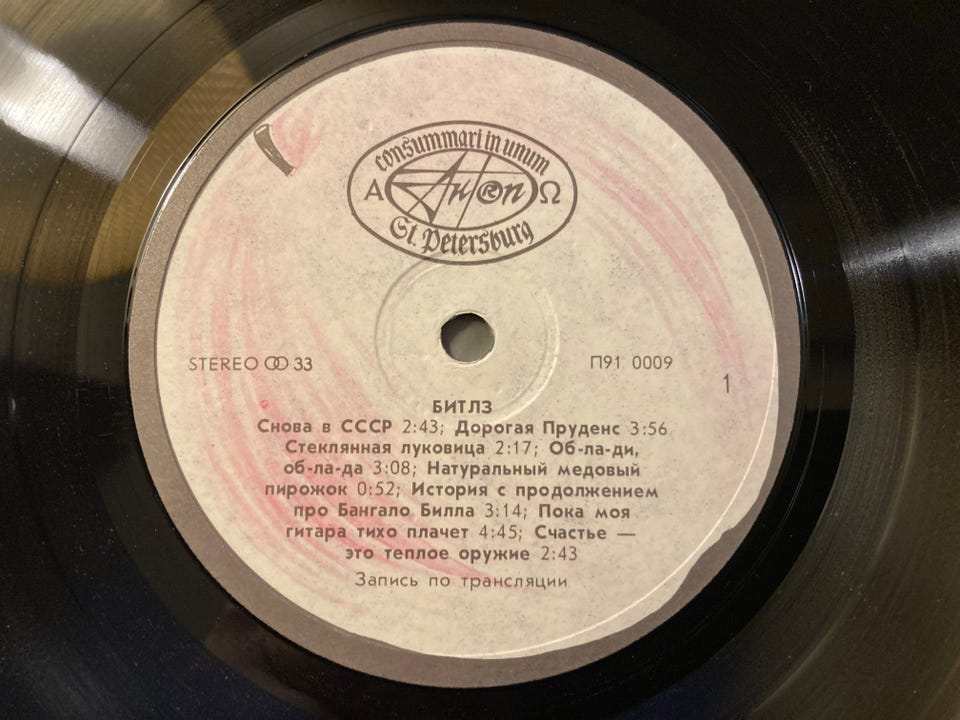 consummari in unum
Α Антроп Ω
St. Petersburg
STEREO 33
П91 0009
1
БИТЛЗ
Снова в СССР 2:43; Дорогая Пруденс 3:56
Стеклянная луковица 2:17; Об-ла-ди,
об-ла-да 3:08; Натуральный медовый
пирожок 0:52; История с продолжением
про Бангало Билла 3:14; Пока моя
гитара тихо плачет 4:45; Счастье —
это теплое оружие 2:43
Запись по трансляции